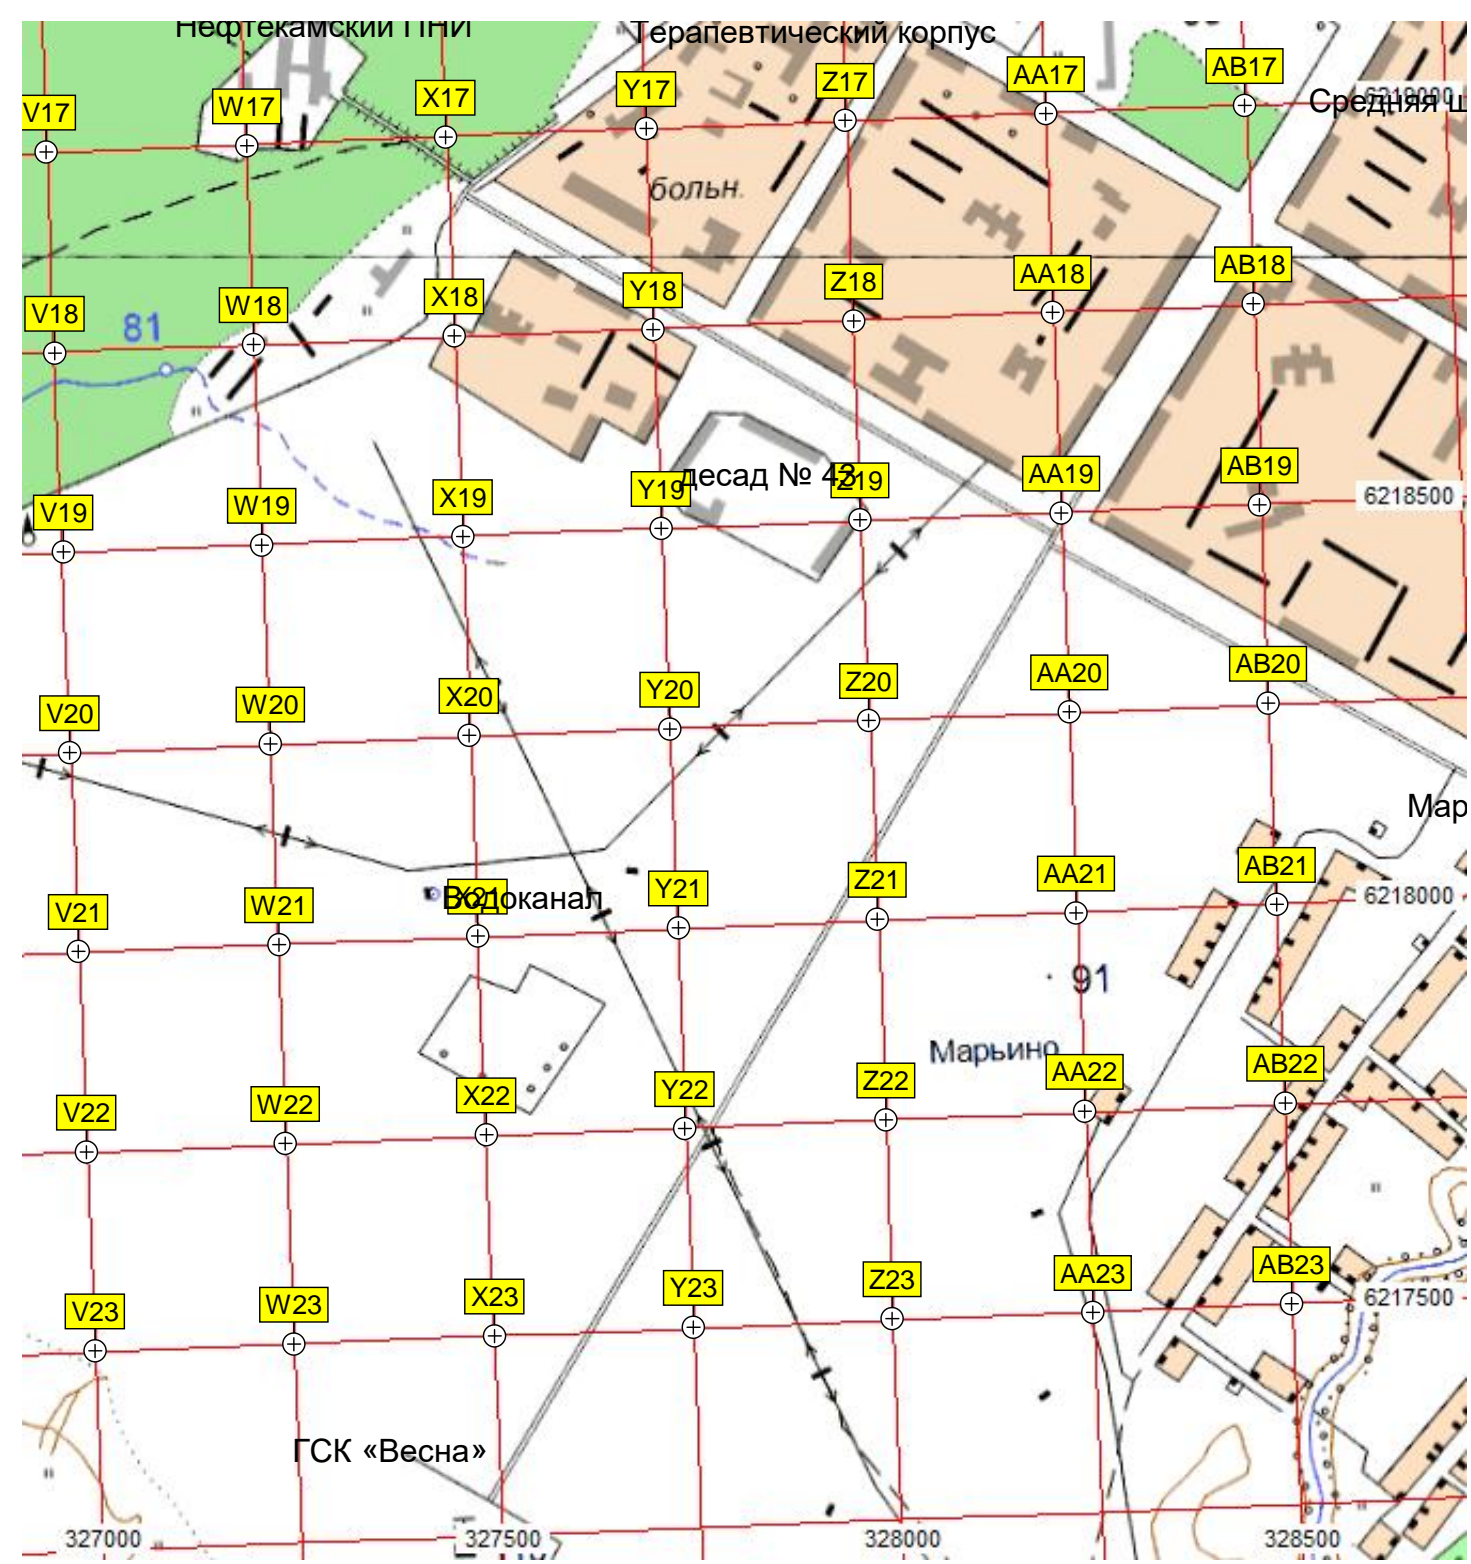 Нефтекамский ПНИ
Терапевтический корпус
V17 W17 X17 Y17 Z17 AA17 AB17
Средняя ш
больн.
V18 W18 X18 Y18 Z18 AA18 AB18
81
десад № 43
V19 W19 X19 Y19 Z19 AA19 AB19
6218500
V20 W20 X20 Y20 Z20 AA20 AB20
Мар
V21 W21 X21 Y21 Z21 AA21 AB21
Водоканал
6218000
91
Марьино
V22 W22 X22 Y22 Z22 AA22 AB22
V23 W23 X23 Y23 Z23 AA23 AB23
6217500
ГСК «Весна»
327000 327500 328000 328500